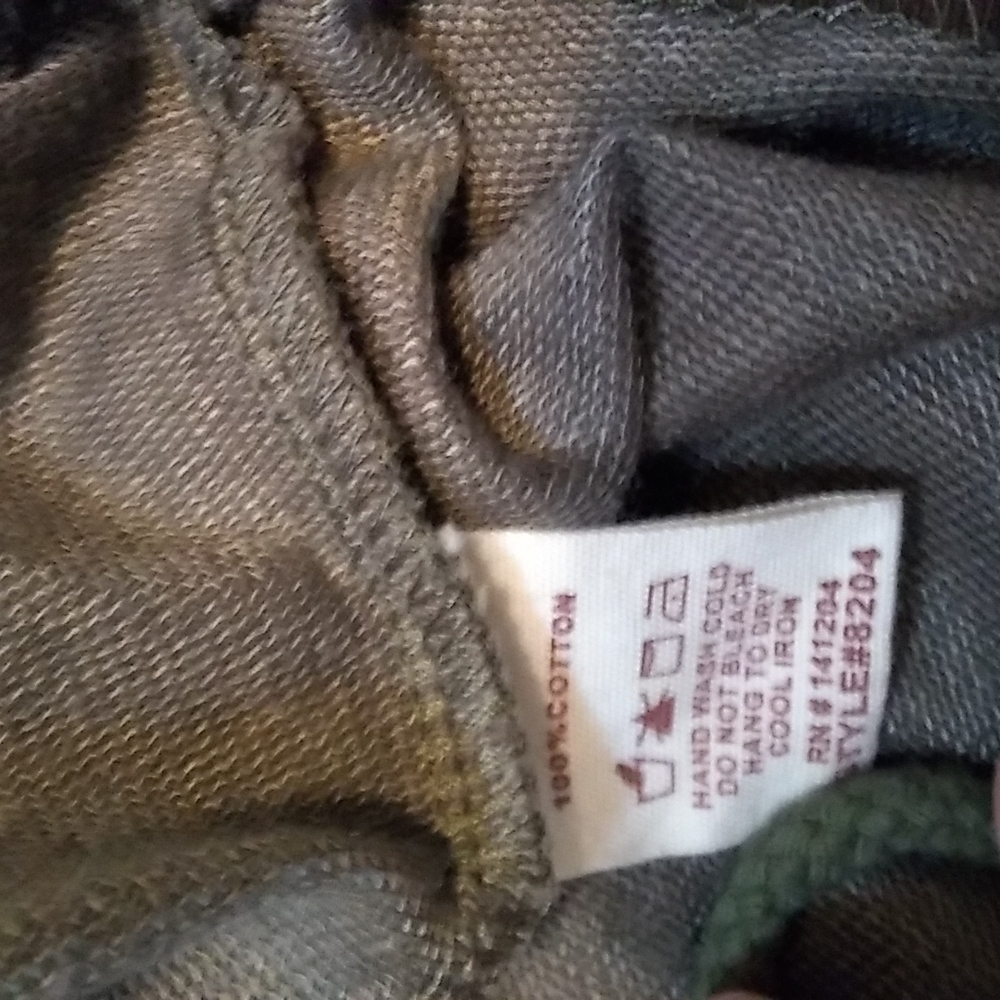 100% COTTON
HAND WASH COLD
DO NOT BLEACH
HANG TO DRY
COOL IRON
RN # 141204
STYLE#8204